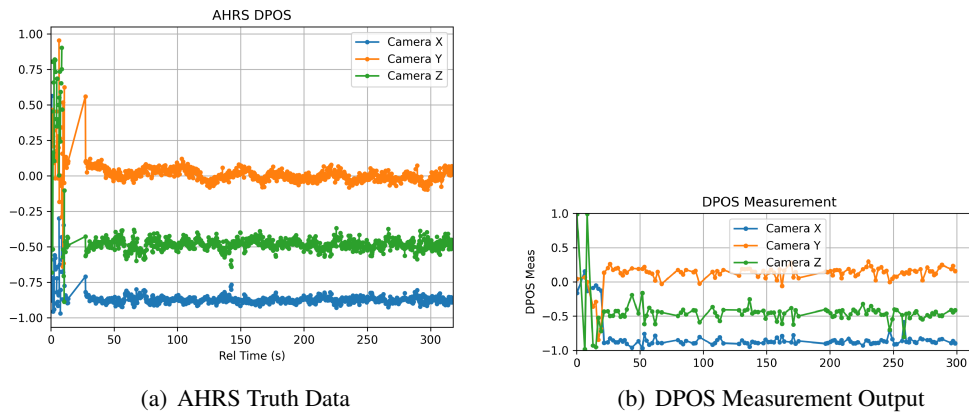 AHRS DPOS
1.00
0.75
0.50
0.25
0.00
−0.25
−0.50
−0.75
−1.00
Camera X
Camera Y
Camera Z
0 50 100 150 200 250 300
Rel Time (s)
(a) AHRS Truth Data
DPOS Measurement
DPOS Meas
1.0
0.5
0.0
−0.5
−1.0
Camera X
Camera Y
Camera Z
0 50 100 150 200 250 300
(b) DPOS Measurement Output